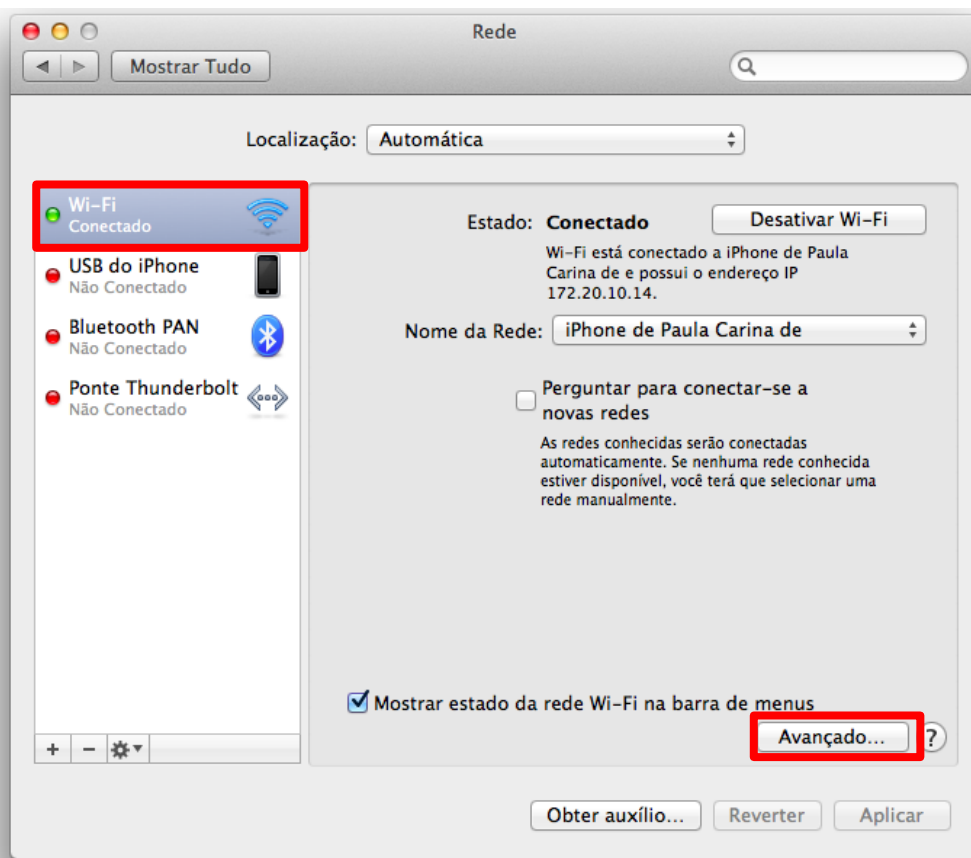 Rede
Mostrar Tudo
Localização: Automática
Wi-Fi
Conectado
USB do iPhone
Não Conectado
Bluetooth PAN
Não Conectado
Ponte Thunderbolt
Não Conectado
Estado: Conectado
Desativar Wi-Fi
Wi-Fi está conectado a iPhone de Paula
Carina de e possui o endereço IP
172.20.10.14.
Nome da Rede: iPhone de Paula Carina de
Perguntar para conectar-se a
novas redes
As redes conhecidas serão conectadas
automaticamente. Se nenhuma rede conhecida
estiver disponível, você terá que selecionar uma
rede manualmente.
Mostrar estado da rede Wi-Fi na barra de menus
Avançado... ?
+ −
Obter auxílio... Reverter Aplicar